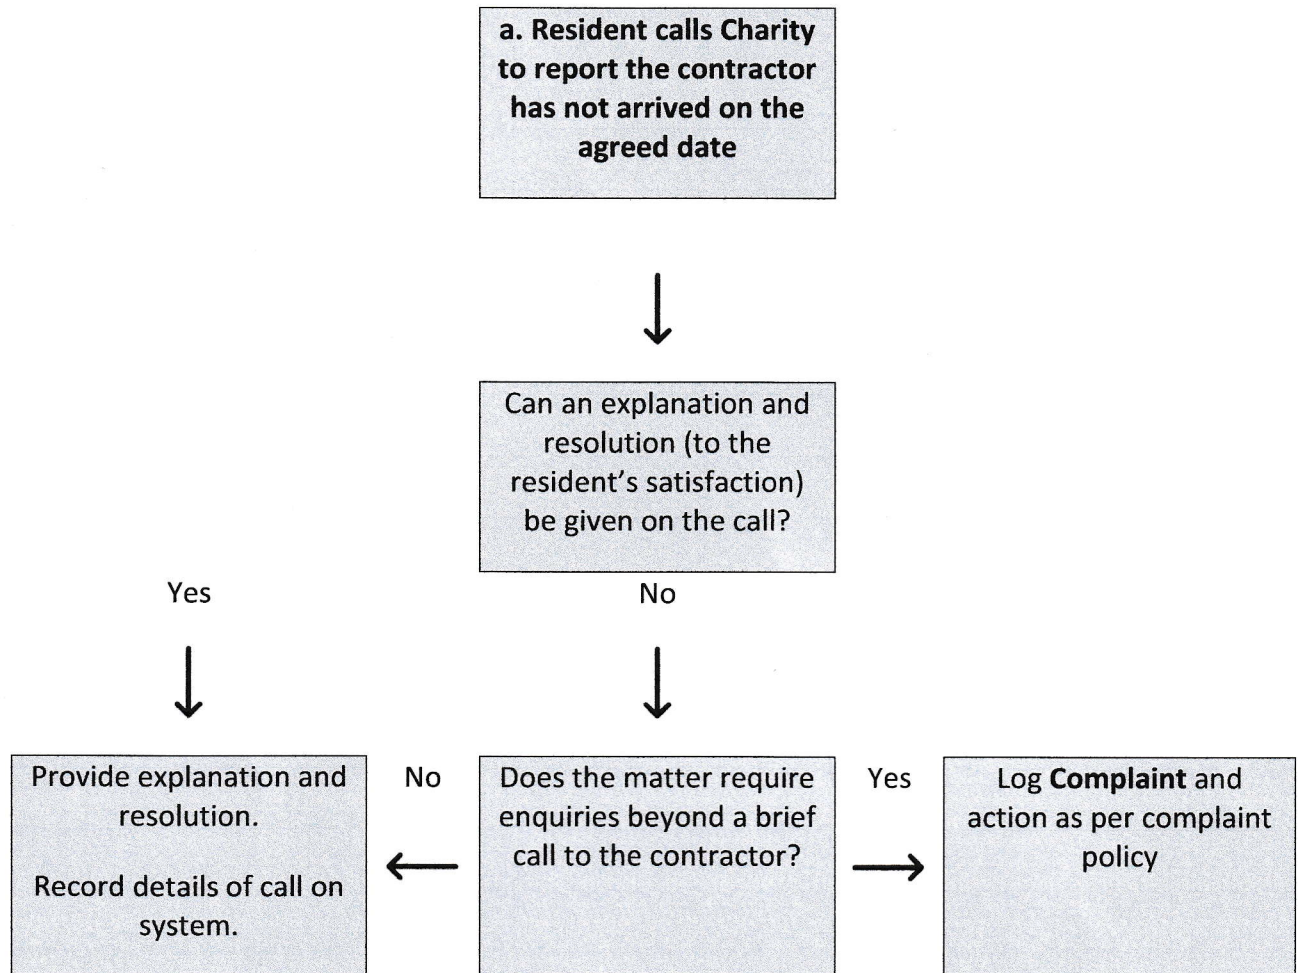 a. Resident calls Charity
to report the contractor
has not arrived on the
agreed date
Can an explanation and
resolution (to the
resident's satisfaction)
be given on the call?
Yes
No
Provide explanation and
resolution.
Record details of call on
system.
No
Does the matter require
enquiries beyond a brief
call to the contractor?
Yes
Log Complaint and
action as per complaint
policy